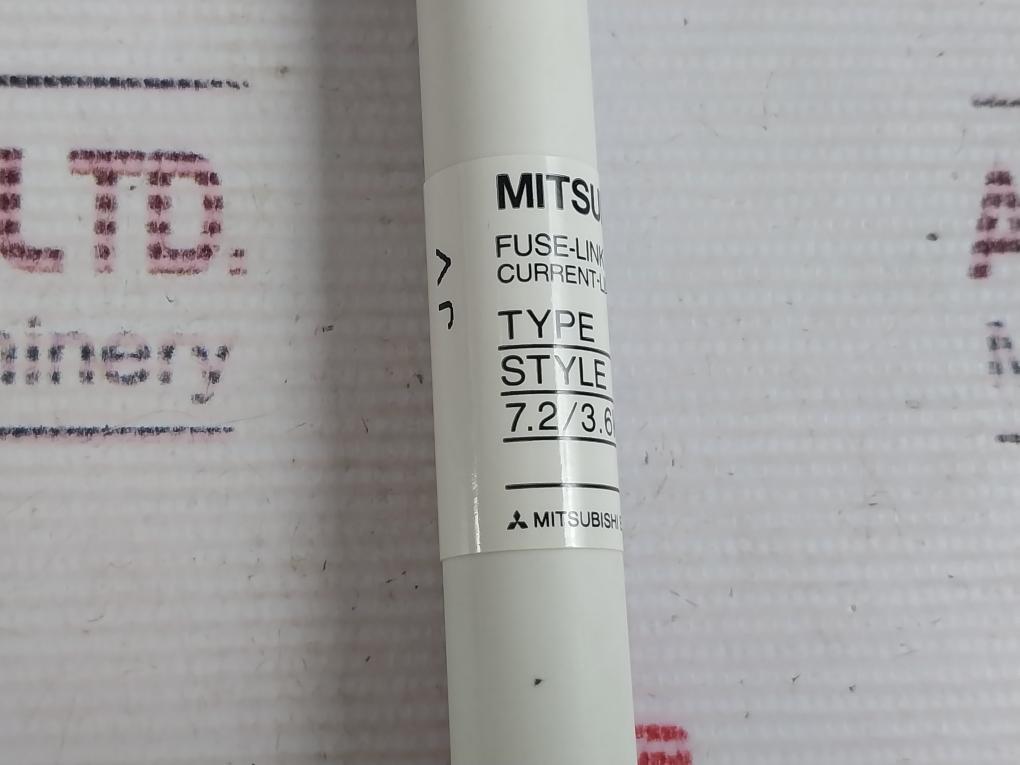 LTD.
MITSU
FUSE-LINK
CURRENT-L
TYPE
STYLE
7.2/3.6
MITSUBISHI